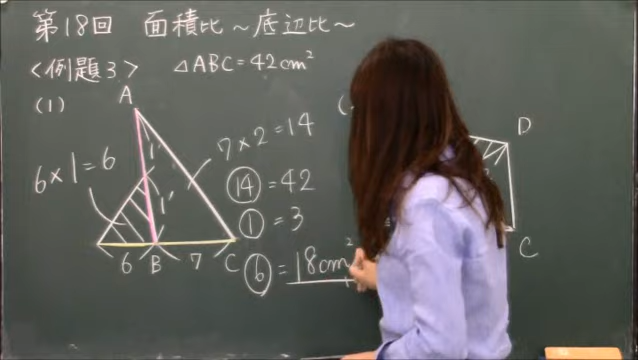 第18回 面積比～底辺比～
<例題3> △ABC=42cm²
(1)
A
6×1=6
7×2=14
⑭=42
①=3
⑥=18cm²
1
1
6 B 7 C
D
C